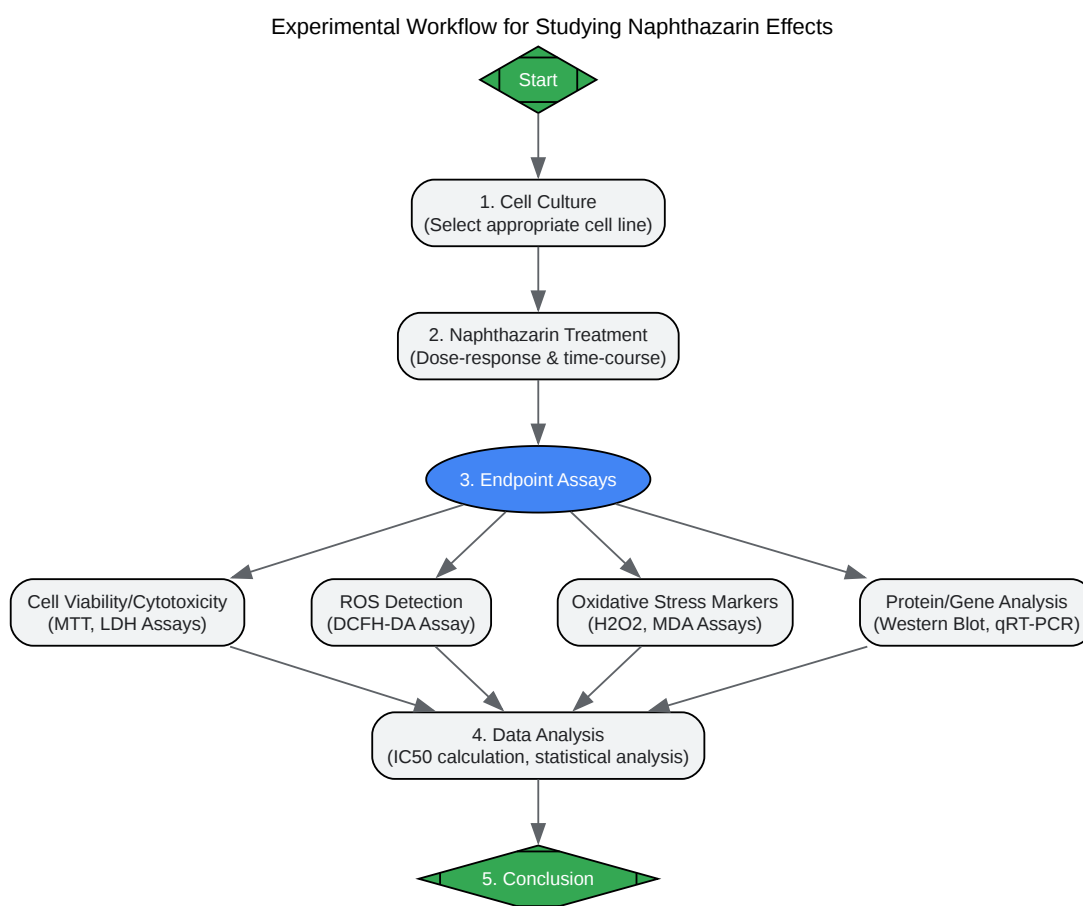 Experimental Workflow for Studying Naphthazarin Effects
Start
1. Cell Culture
(Select appropriate cell line)
2. Naphthazarin Treatment
(Dose-response & time-course)
3. Endpoint Assays
Cell Viability/Cytotoxicity
(MTT, LDH Assays)
ROS Detection
(DCFH-DA Assay)
Oxidative Stress Markers
(H2O2, MDA Assays)
Protein/Gene Analysis
(Western Blot, qRT-PCR)
4. Data Analysis
(IC50 calculation, statistical analysis)
5. Conclusion